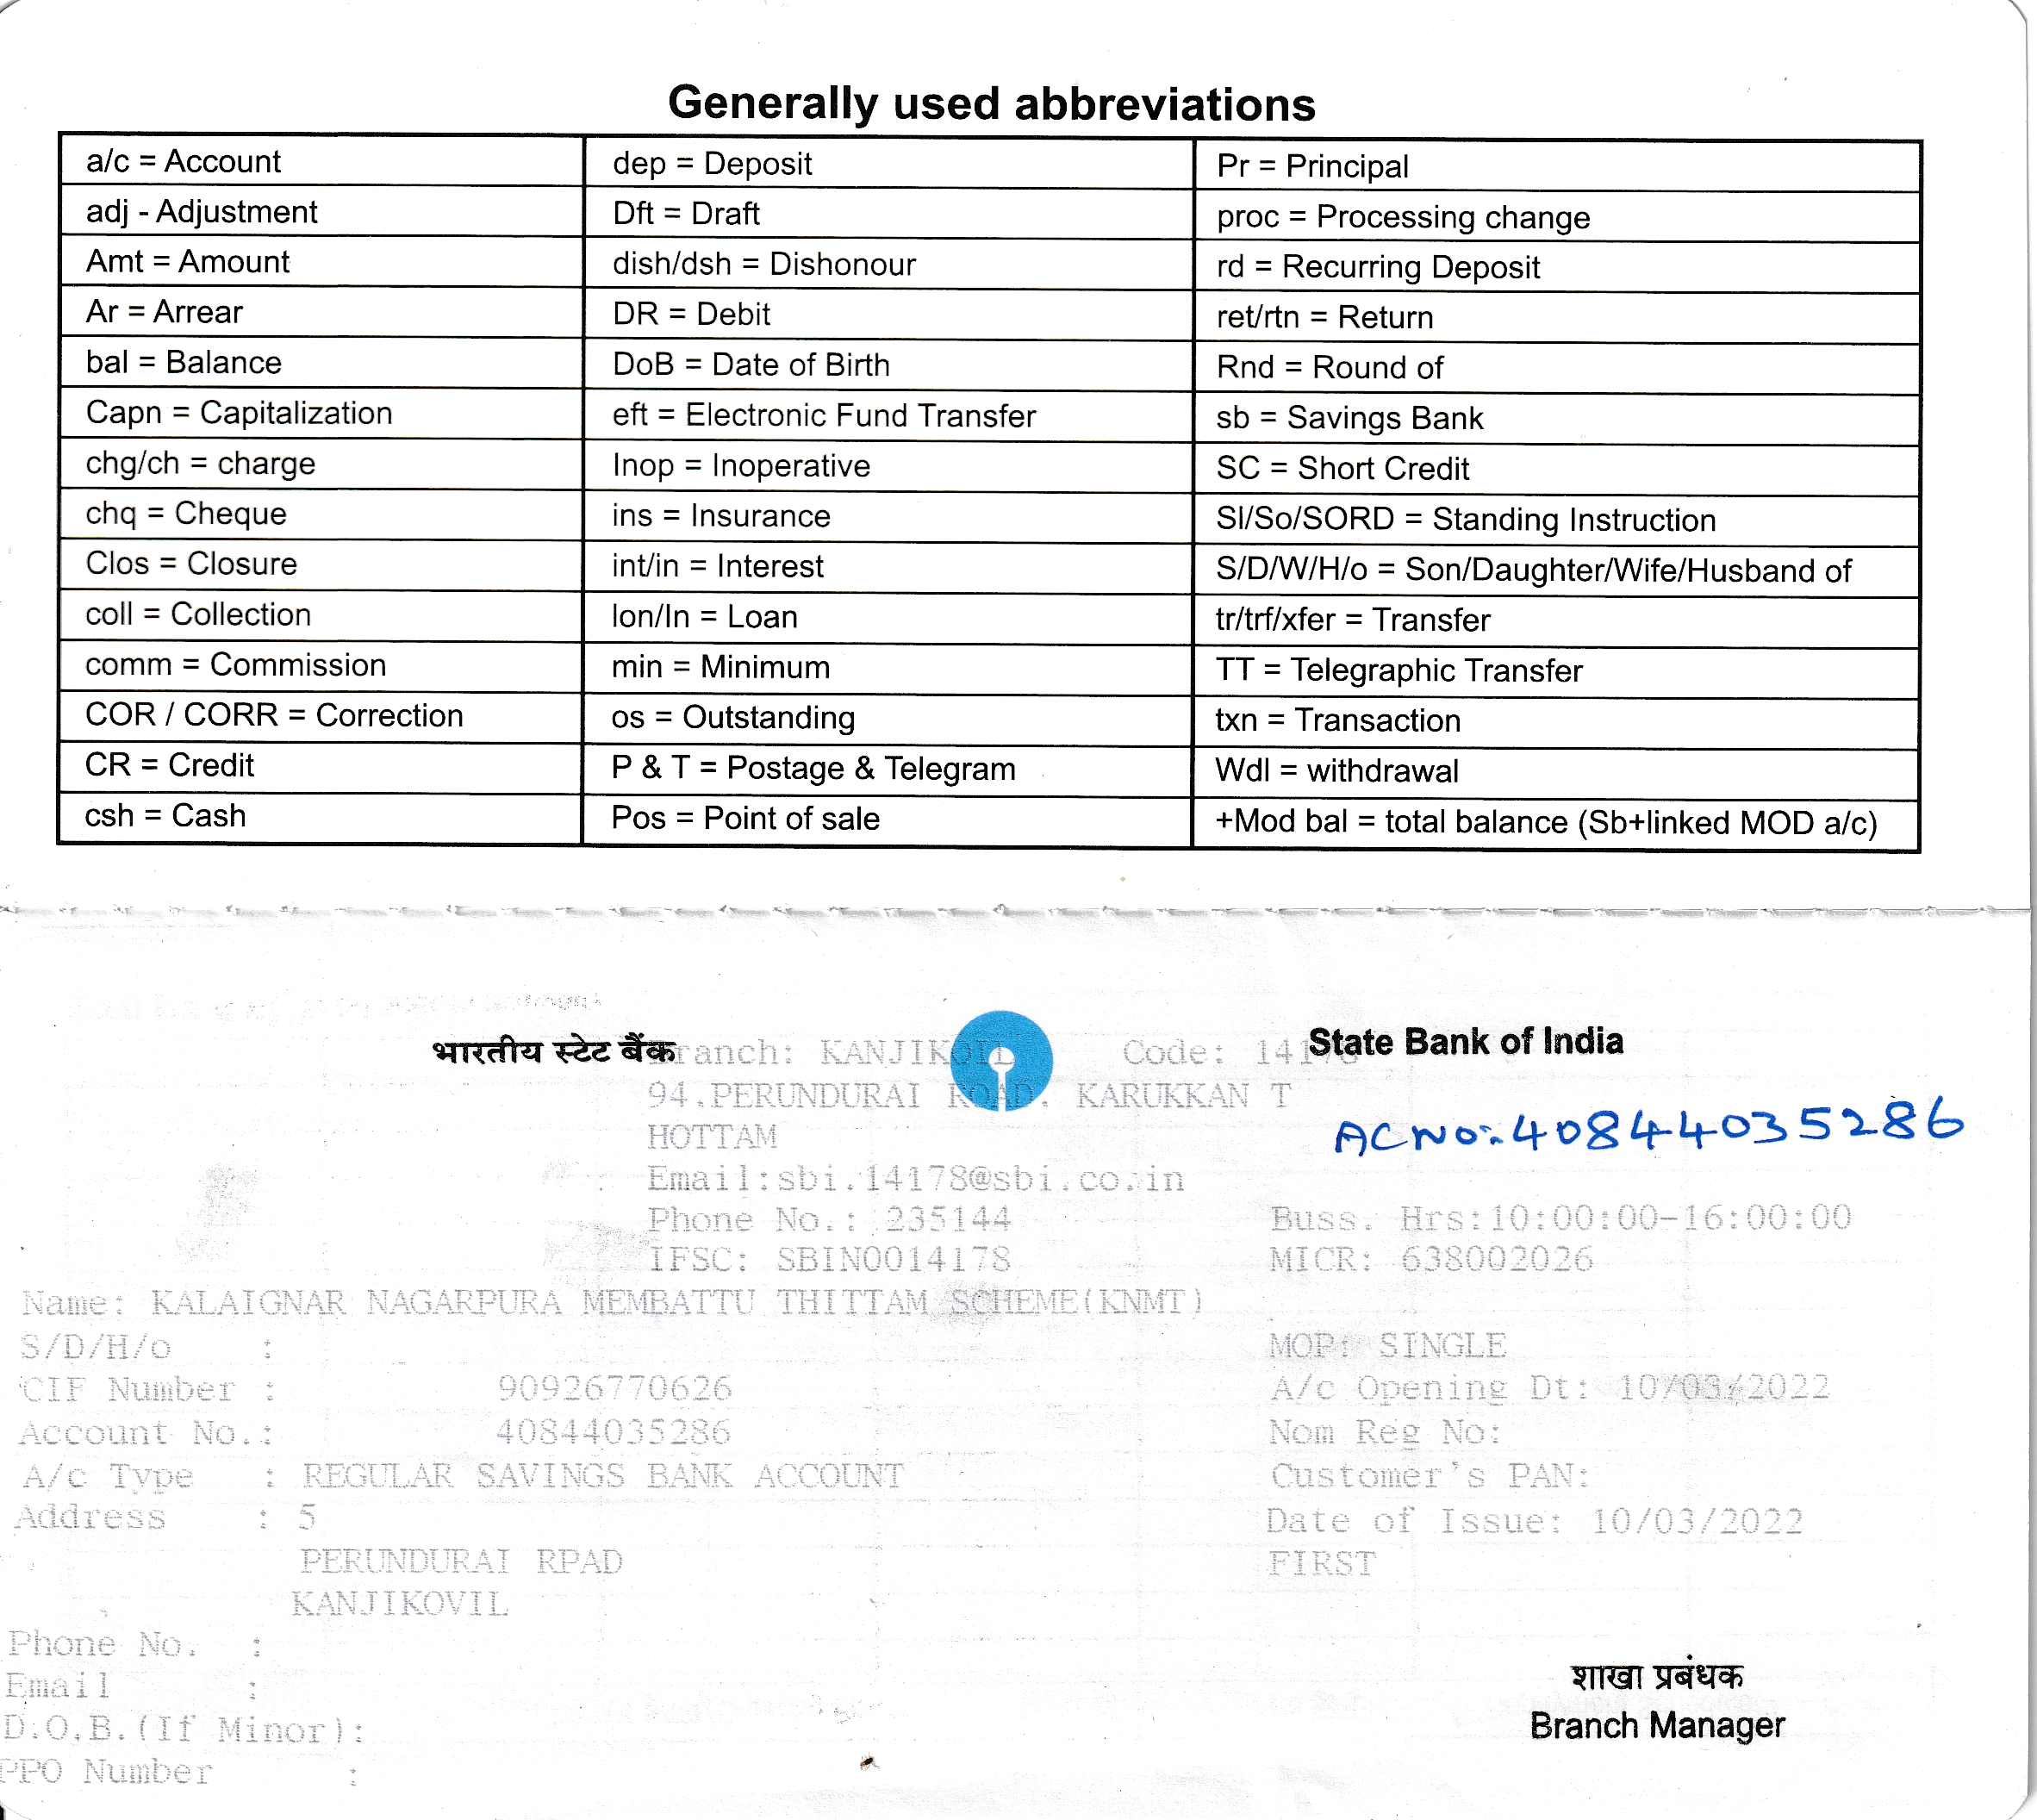 Generally used abbreviations
a/c = Account
dep = Deposit
Pr = Principal
adj - Adjustment
Dft = Draft
proc = Processing change
Amt = Amount
dish/dsh = Dishonour
rd = Recurring Deposit
Ar = Arrear
DR = Debit
ret/rtn = Return
bal = Balance
DoB = Date of Birth
Rnd = Round of
Capn = Capitalization
eft = Electronic Fund Transfer
sb = Savings Bank
chg/ch = charge
Inop = Inoperative
SC = Short Credit
chq = Cheque
ins = Insurance
SI/So/SORD = Standing Instruction
Clos = Closure
int/in = Interest
S/D/W/H/o = Son/Daughter/Wife/Husband of
coll = Collection
lon/ln = Loan
tr/trf/xfer = Transfer
comm = Commission
min = Minimum
TT = Telegraphic Transfer
COR / CORR = Correction
os = Outstanding
txn = Transaction
CR = Credit
P & T = Postage & Telegram
Wdl = withdrawal
csh = Cash
Pos = Point of sale
+Mod bal = total balance (Sb+linked MOD a/c)
भारतीय स्टेट बैंक
State Bank of India
Branch: KANJIKOIL Code: 14178
94.PERUNDURAI ROAD. KARUKKAN T
HOTTAM
AC NO:- 40844035286
Email:sbi.14178@sbi.co.in
Phone No.: 235144 Buss. Hrs:10:00:00-16:00:00
IFSC: SBIN0014178 MICR: 638002026
Name: KALAIGNAR NAGARPURA MEMBATTU THITTAM SCHEME(KNMT)
S/D/H/o : MOP: SINGLE
CIF Number : 90926770626 A/c Opening Dt: 10/03/2022
Account No.: 40844035286 Nom Reg No:
A/c Type : REGULAR SAVINGS BANK ACCOUNT Customer's PAN:
Address : 5 Date of Issue: 10/03/2022
PERUNDURAI RPAD FIRST
KANJIKOVIL
Phone No. :
Email :
D.O.B.(If Minor):
PPO Number :
शाखा प्रबंधक
Branch Manager